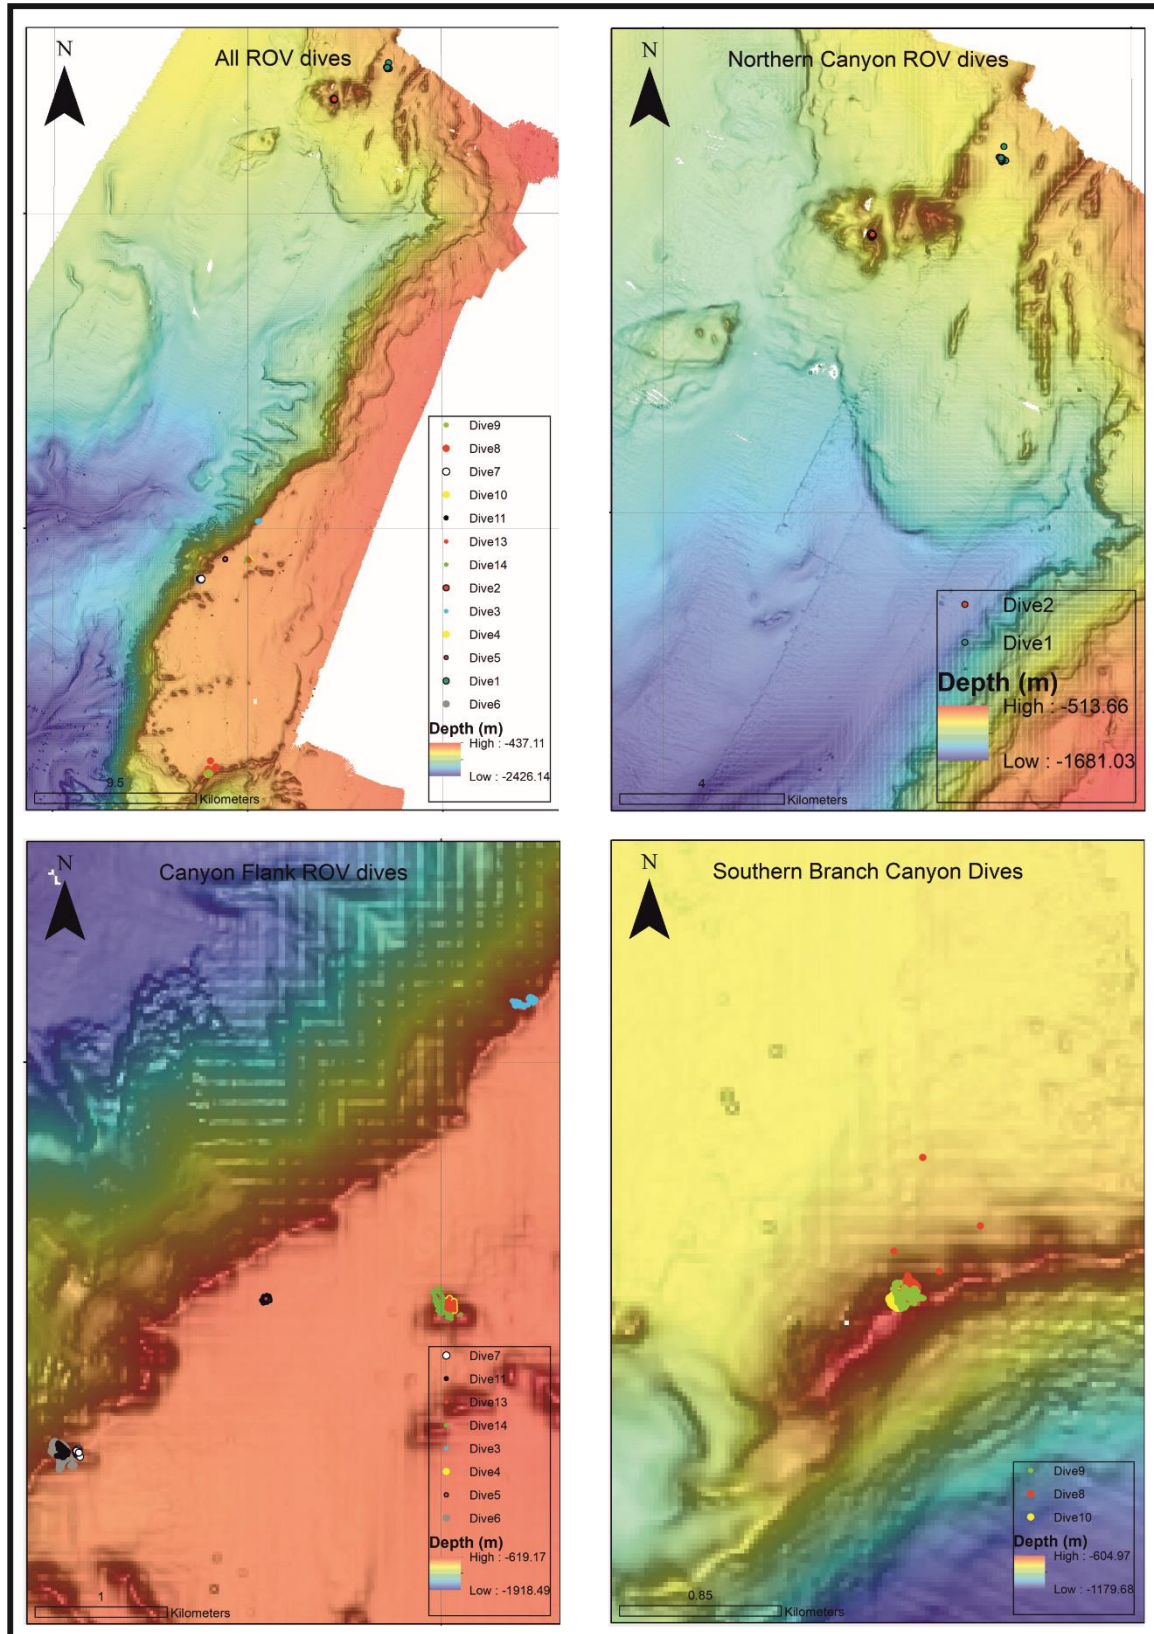 N
All ROV dives
Dive9
Dive8
Dive7
Dive10
Dive11
Dive13
Dive14
Dive2
Dive3
Dive4
Dive5
Dive1
Dive6
Depth (m)
High : -437.11
Low : -2426.14
9.5
Kilometers
N
Northern Canyon ROV dives
Dive2
Dive1
Depth (m)
High : -513.66
Low : -1681.03
4
Kilometers
N
Canyon Flank ROV dives
Dive7
Dive11
Dive13
Dive14
Dive3
Dive4
Dive5
Dive6
Depth (m)
High : -619.17
Low : -1918.49
1
Kilometers
N
Southern Branch Canyon Dives
Dive9
Dive8
Dive10
Depth (m)
High : -604.97
Low : -1179.68
0.85
Kilometers